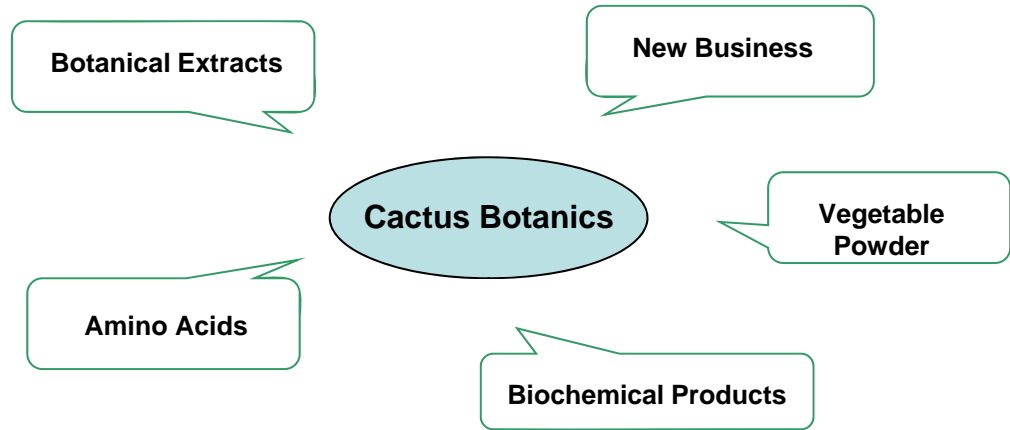 New Business
Botanical Extracts
Cactus Botanics
Vegetable
Powder
Amino Acids
Biochemical Products